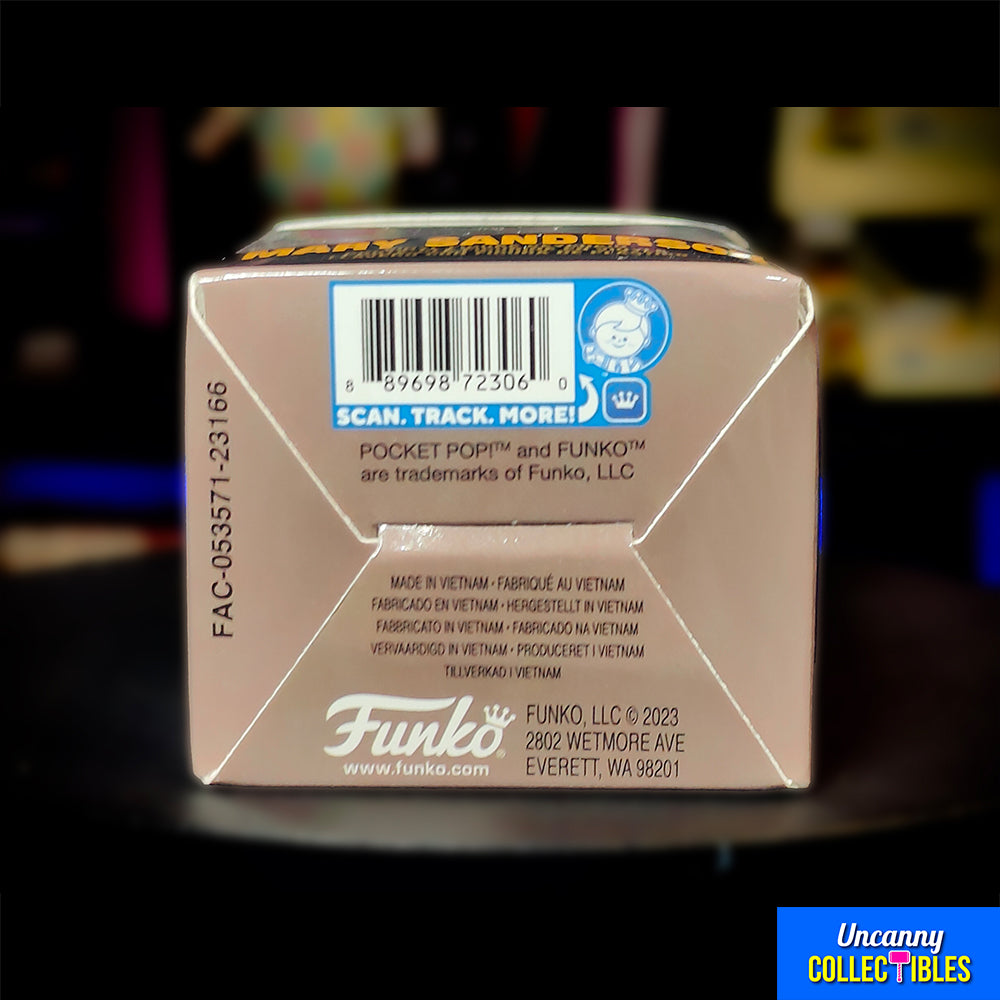 MARY SANDERSO
8 89698 72306 0
SCAN. TRACK. MORE!
FAC-053571-23166
POCKET POP!™ and FUNKO™
are trademarks of Funko, LLC
MADE IN VIETNAM · FABRIQUÉ AU VIETNAM
FABRICADO EN VIETNAM · HERGESTELLT IN VIETNAM
FABBRICATO IN VIETNAM · FABRICADO NA VIETNAM
VERVAARDIGD IN VIETNAM · PRODUCERET I VIETNAM
TILLVERKAD I VIETNAM
Funko®
www.funko.com
FUNKO, LLC © 2023
2802 WETMORE AVE
EVERETT, WA 98201
Uncanny
COLLECTIBLES